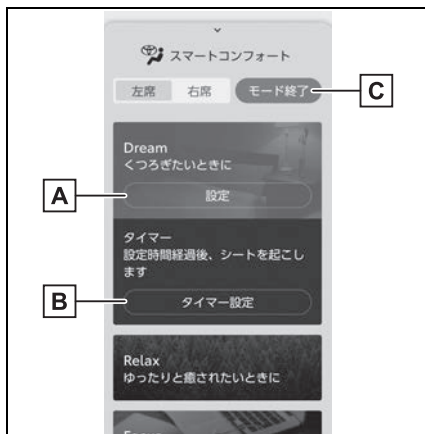 スマートコンフォート
左席 右席 モード終了
C
Dream
くつろぎたいときに
A
設定
タイマー
設定時間経過後、シートを起こし
ます
B
タイマー設定
Relax
ゆったりと癒されたいときに